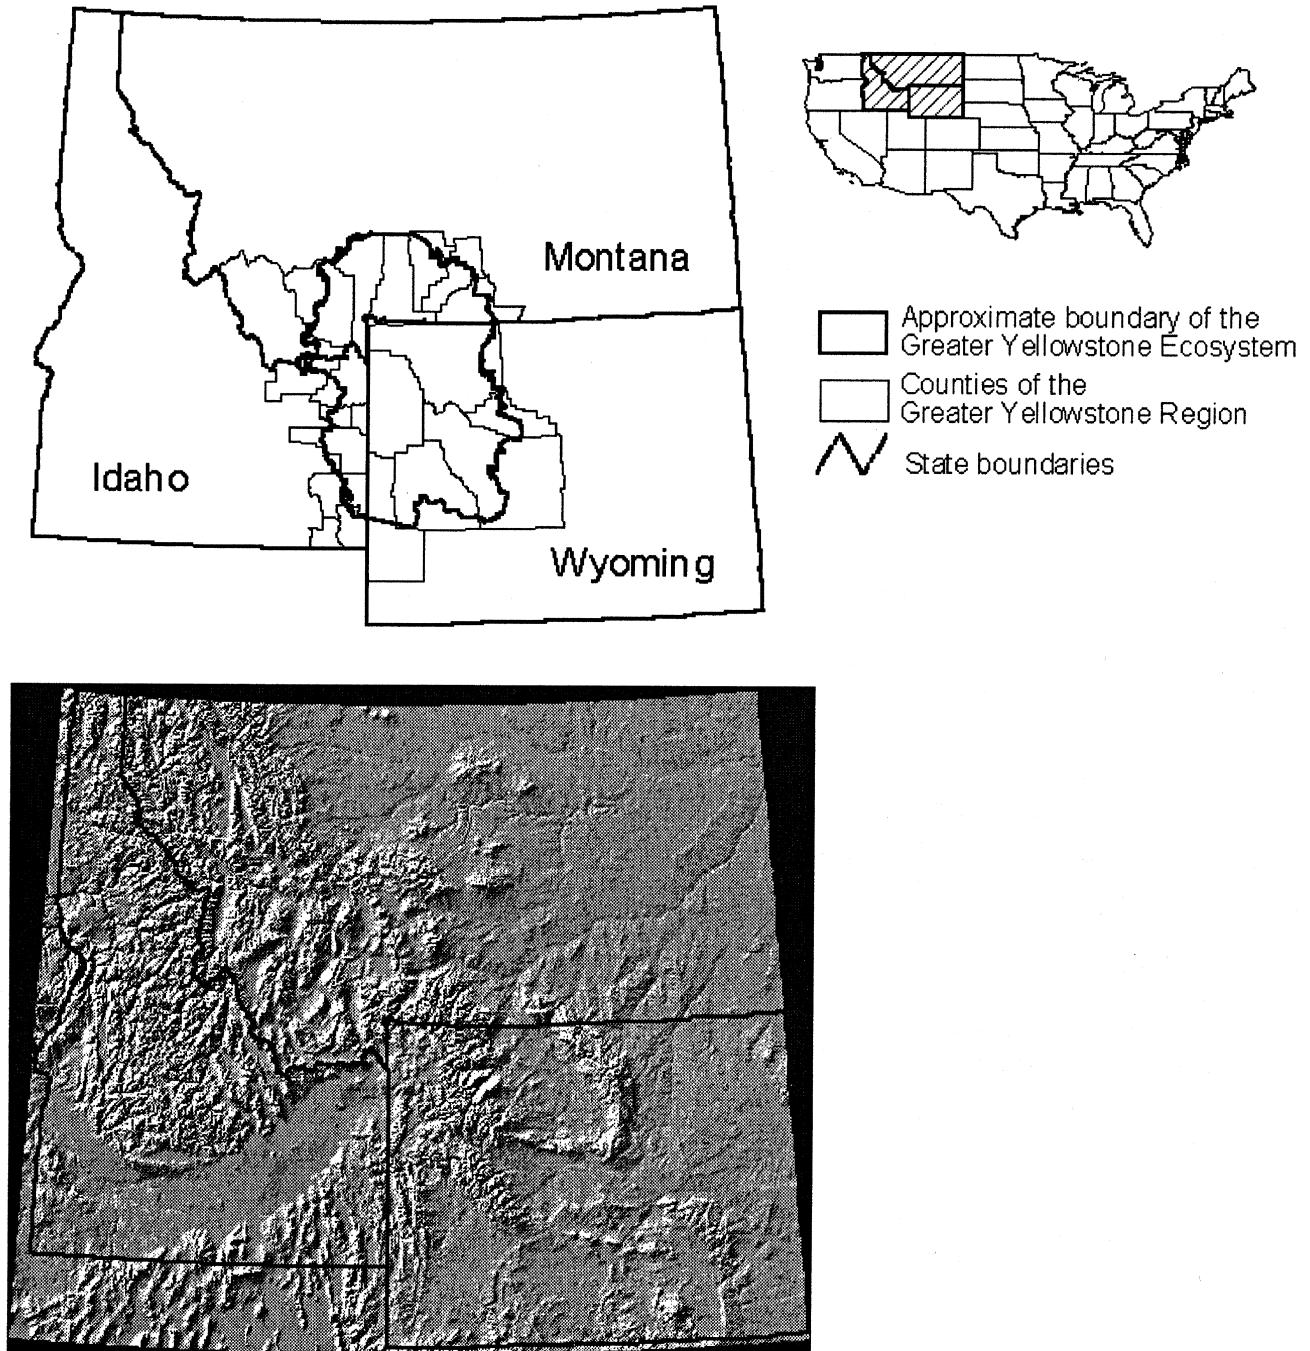 Montana
Idaho
Wyoming
Approximate boundary of the
Greater Yellowstone Ecosystem
Counties of the
Greater Yellowstone Region
State boundaries